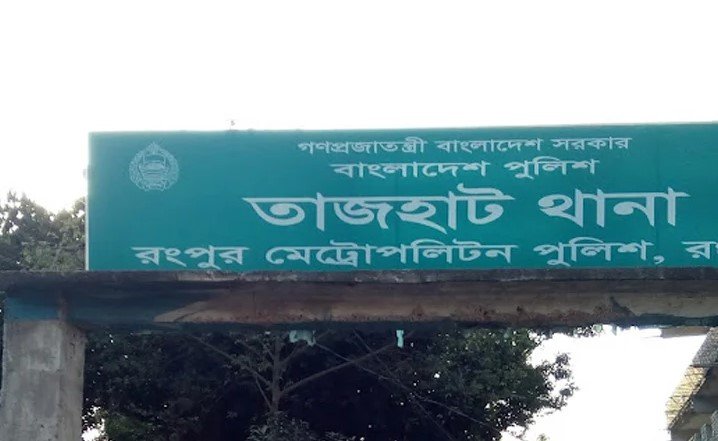 গণপ্রজাতন্ত্রী বাংলাদেশ সরকার
বাংলাদেশ পুলিশ
তাজহাট থানা
রংপুর মেট্রোপলিটন পুলিশ,